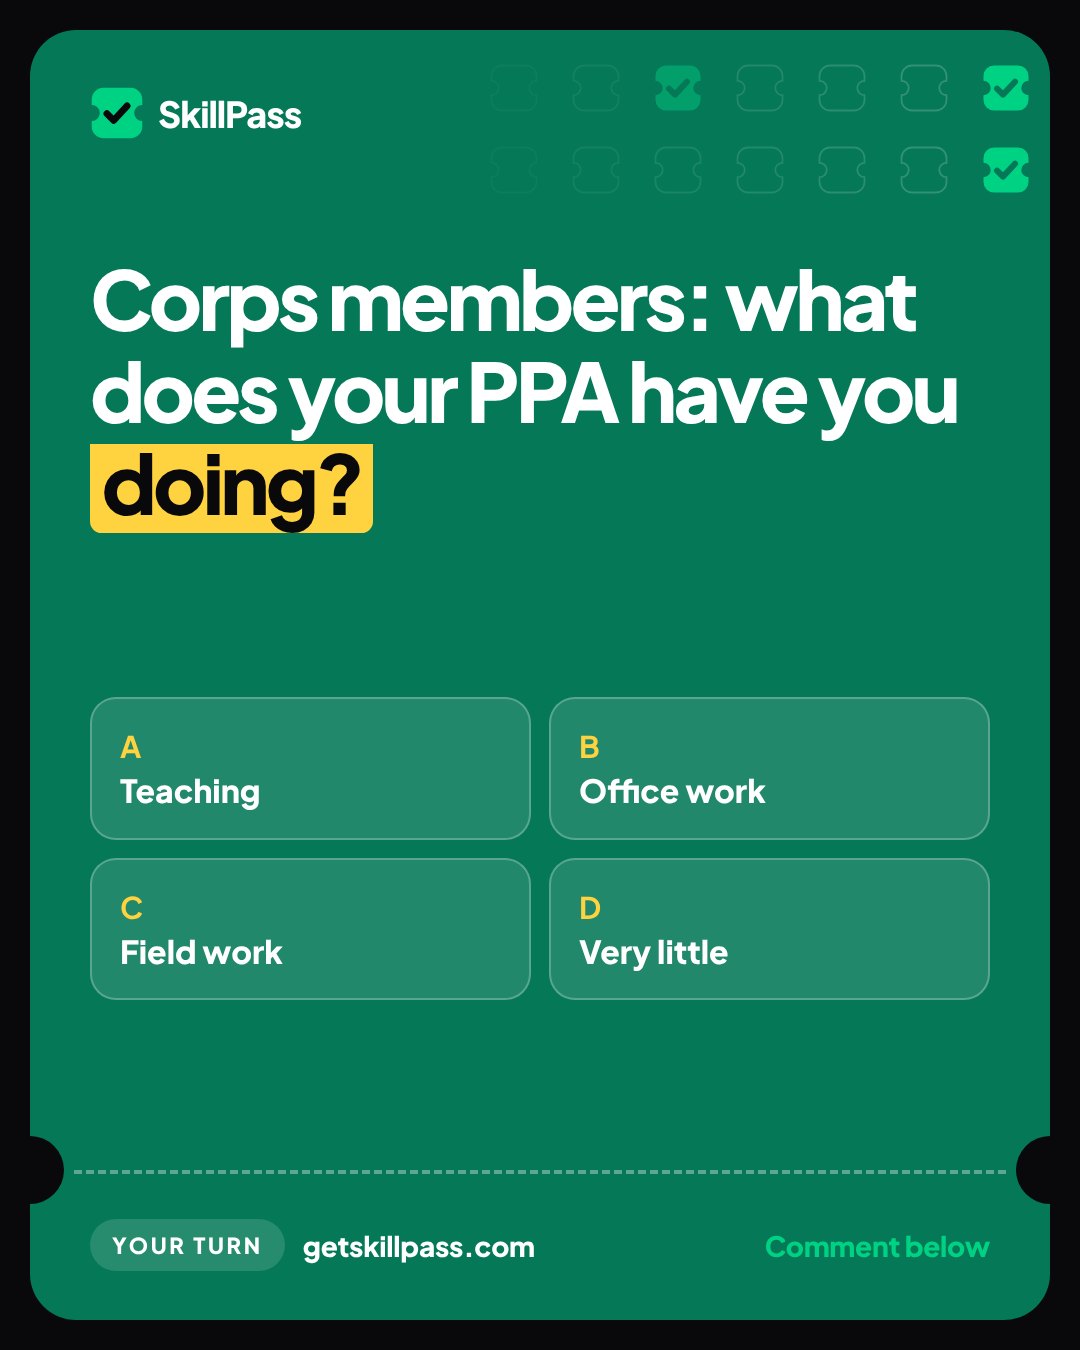 SkillPass
Corps members: what
does your PPA have you
doing?
A
Teaching
B
Office work
C
Field work
D
Very little
YOUR TURN
getskillpass.com
Comment below